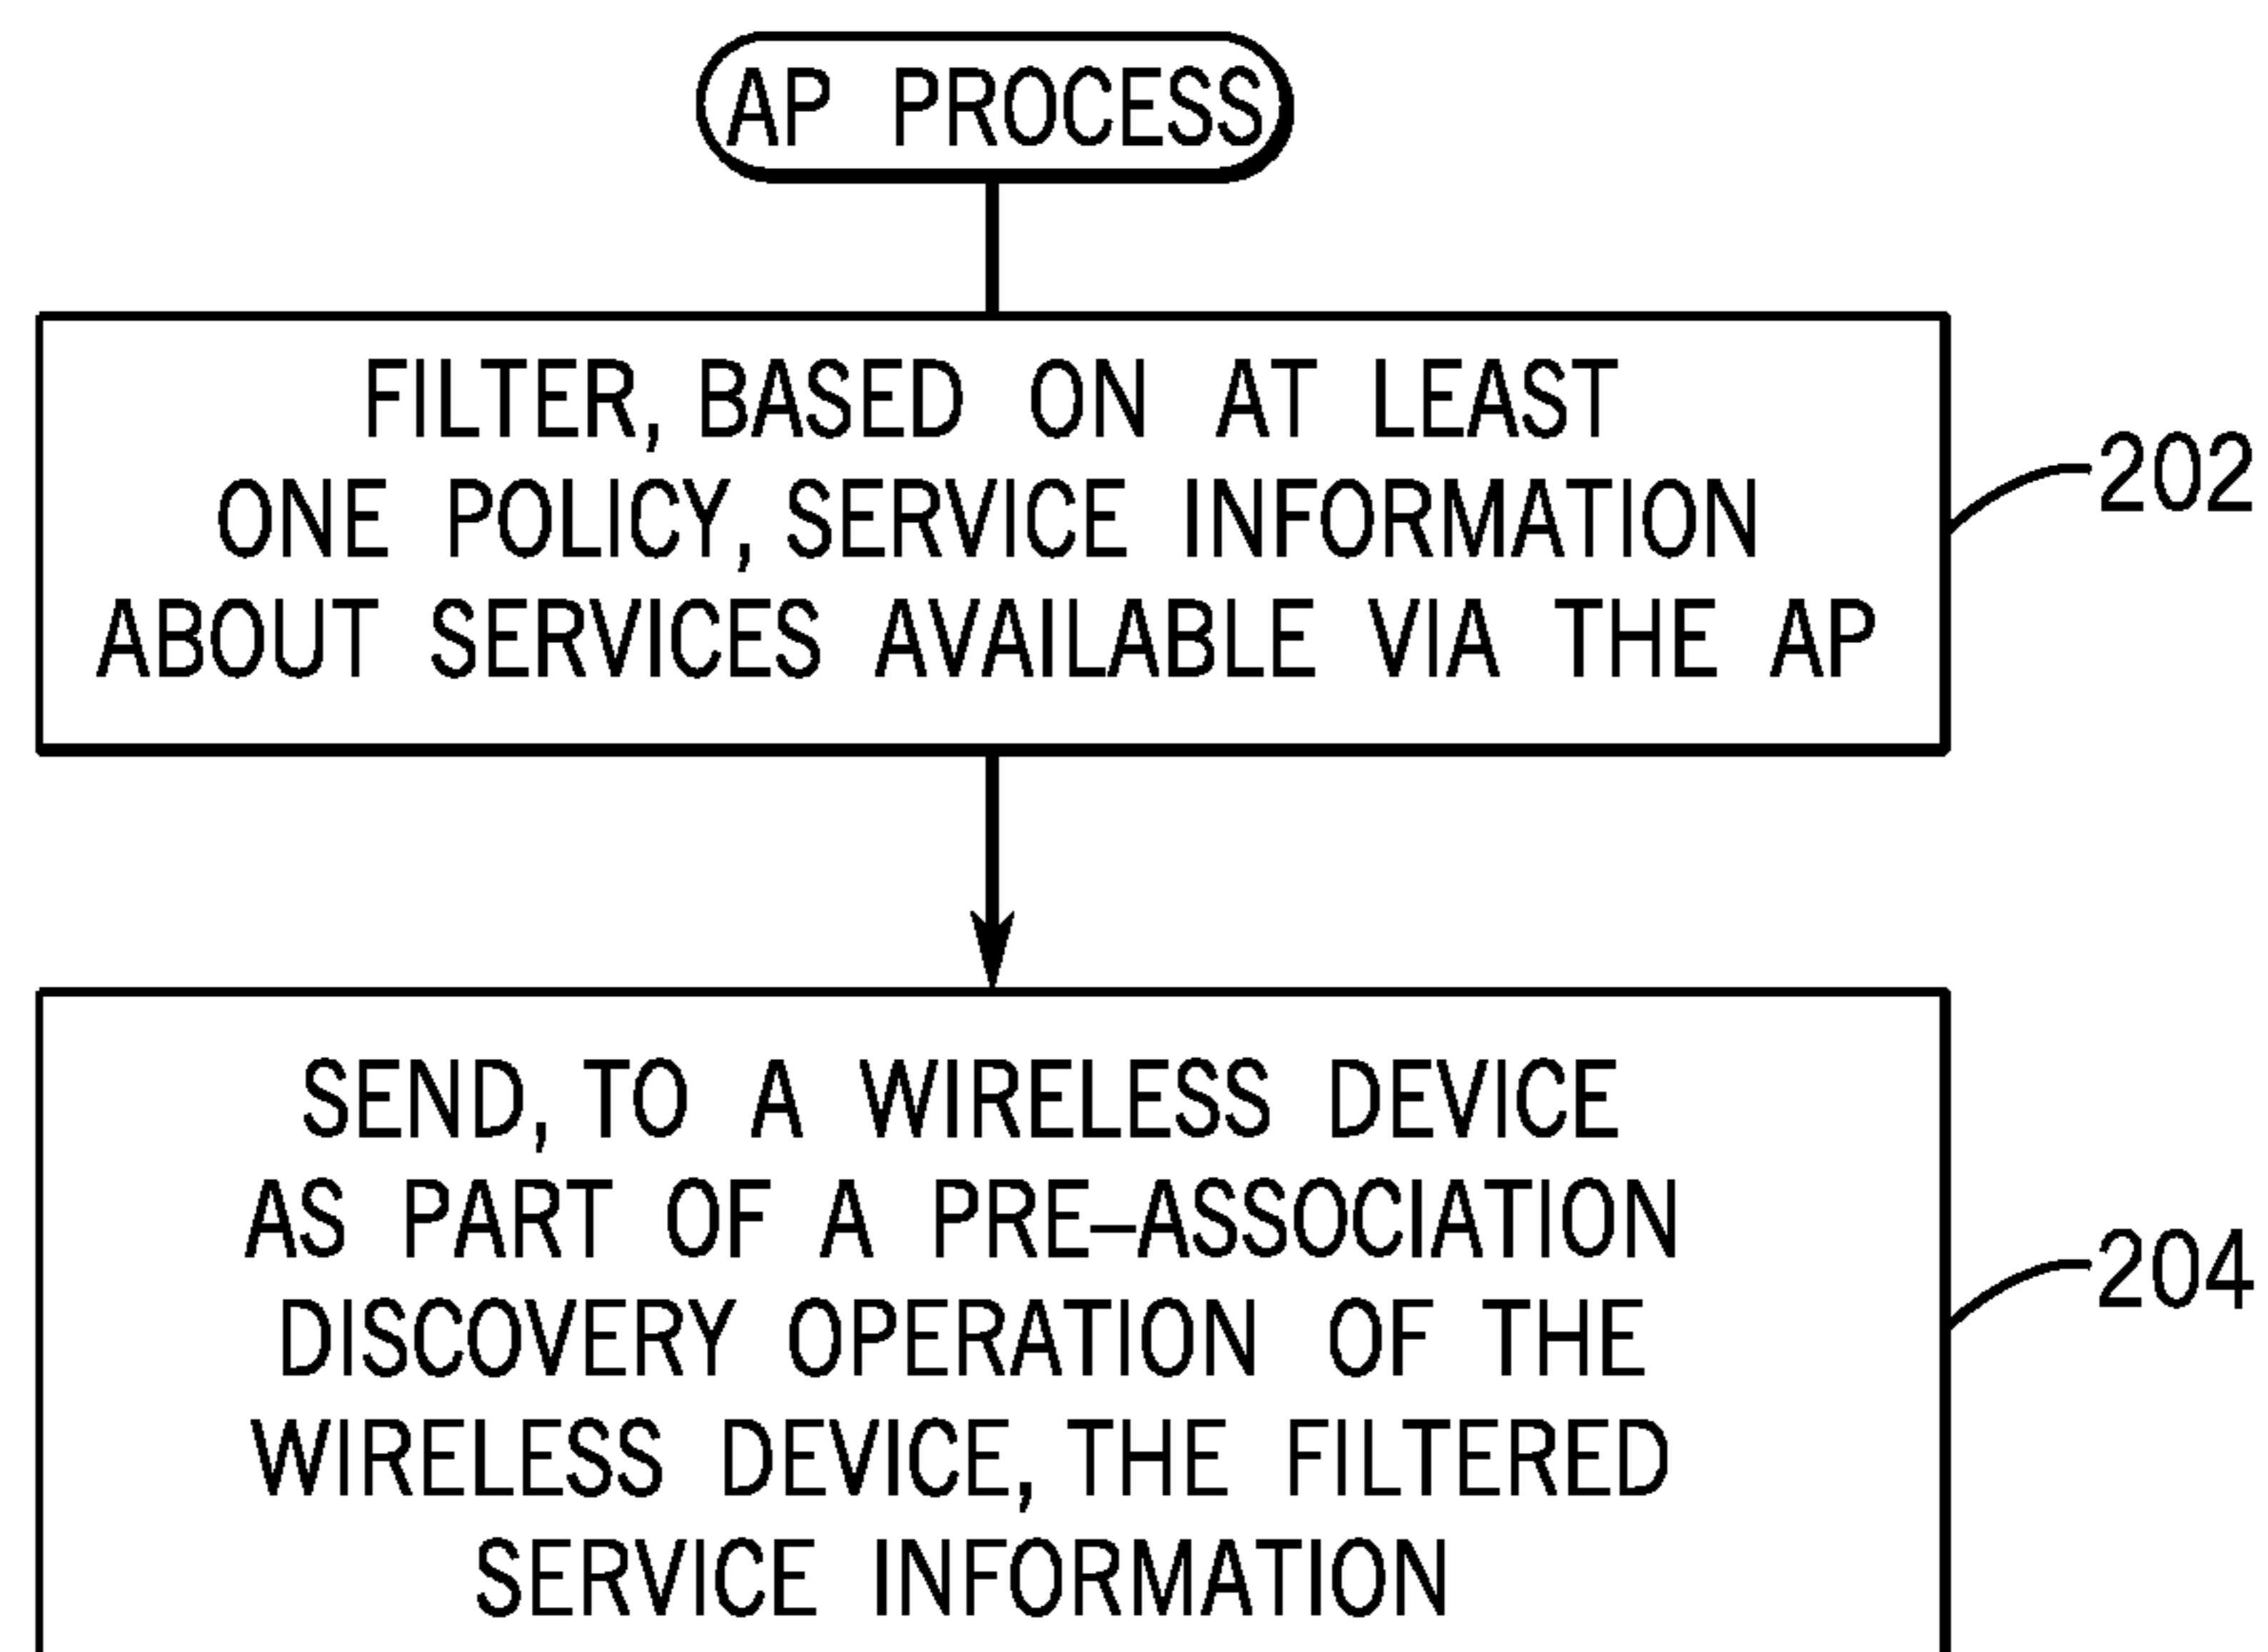 AP PROCESS
FILTER, BASED ON AT LEAST
ONE POLICY, SERVICE INFORMATION
ABOUT SERVICES AVAILABLE VIA THE AP
202
SEND, TO A WIRELESS DEVICE
AS PART OF A PRE–ASSOCIATION
DISCOVERY OPERATION OF THE
WIRELESS DEVICE, THE FILTERED
SERVICE INFORMATION
204